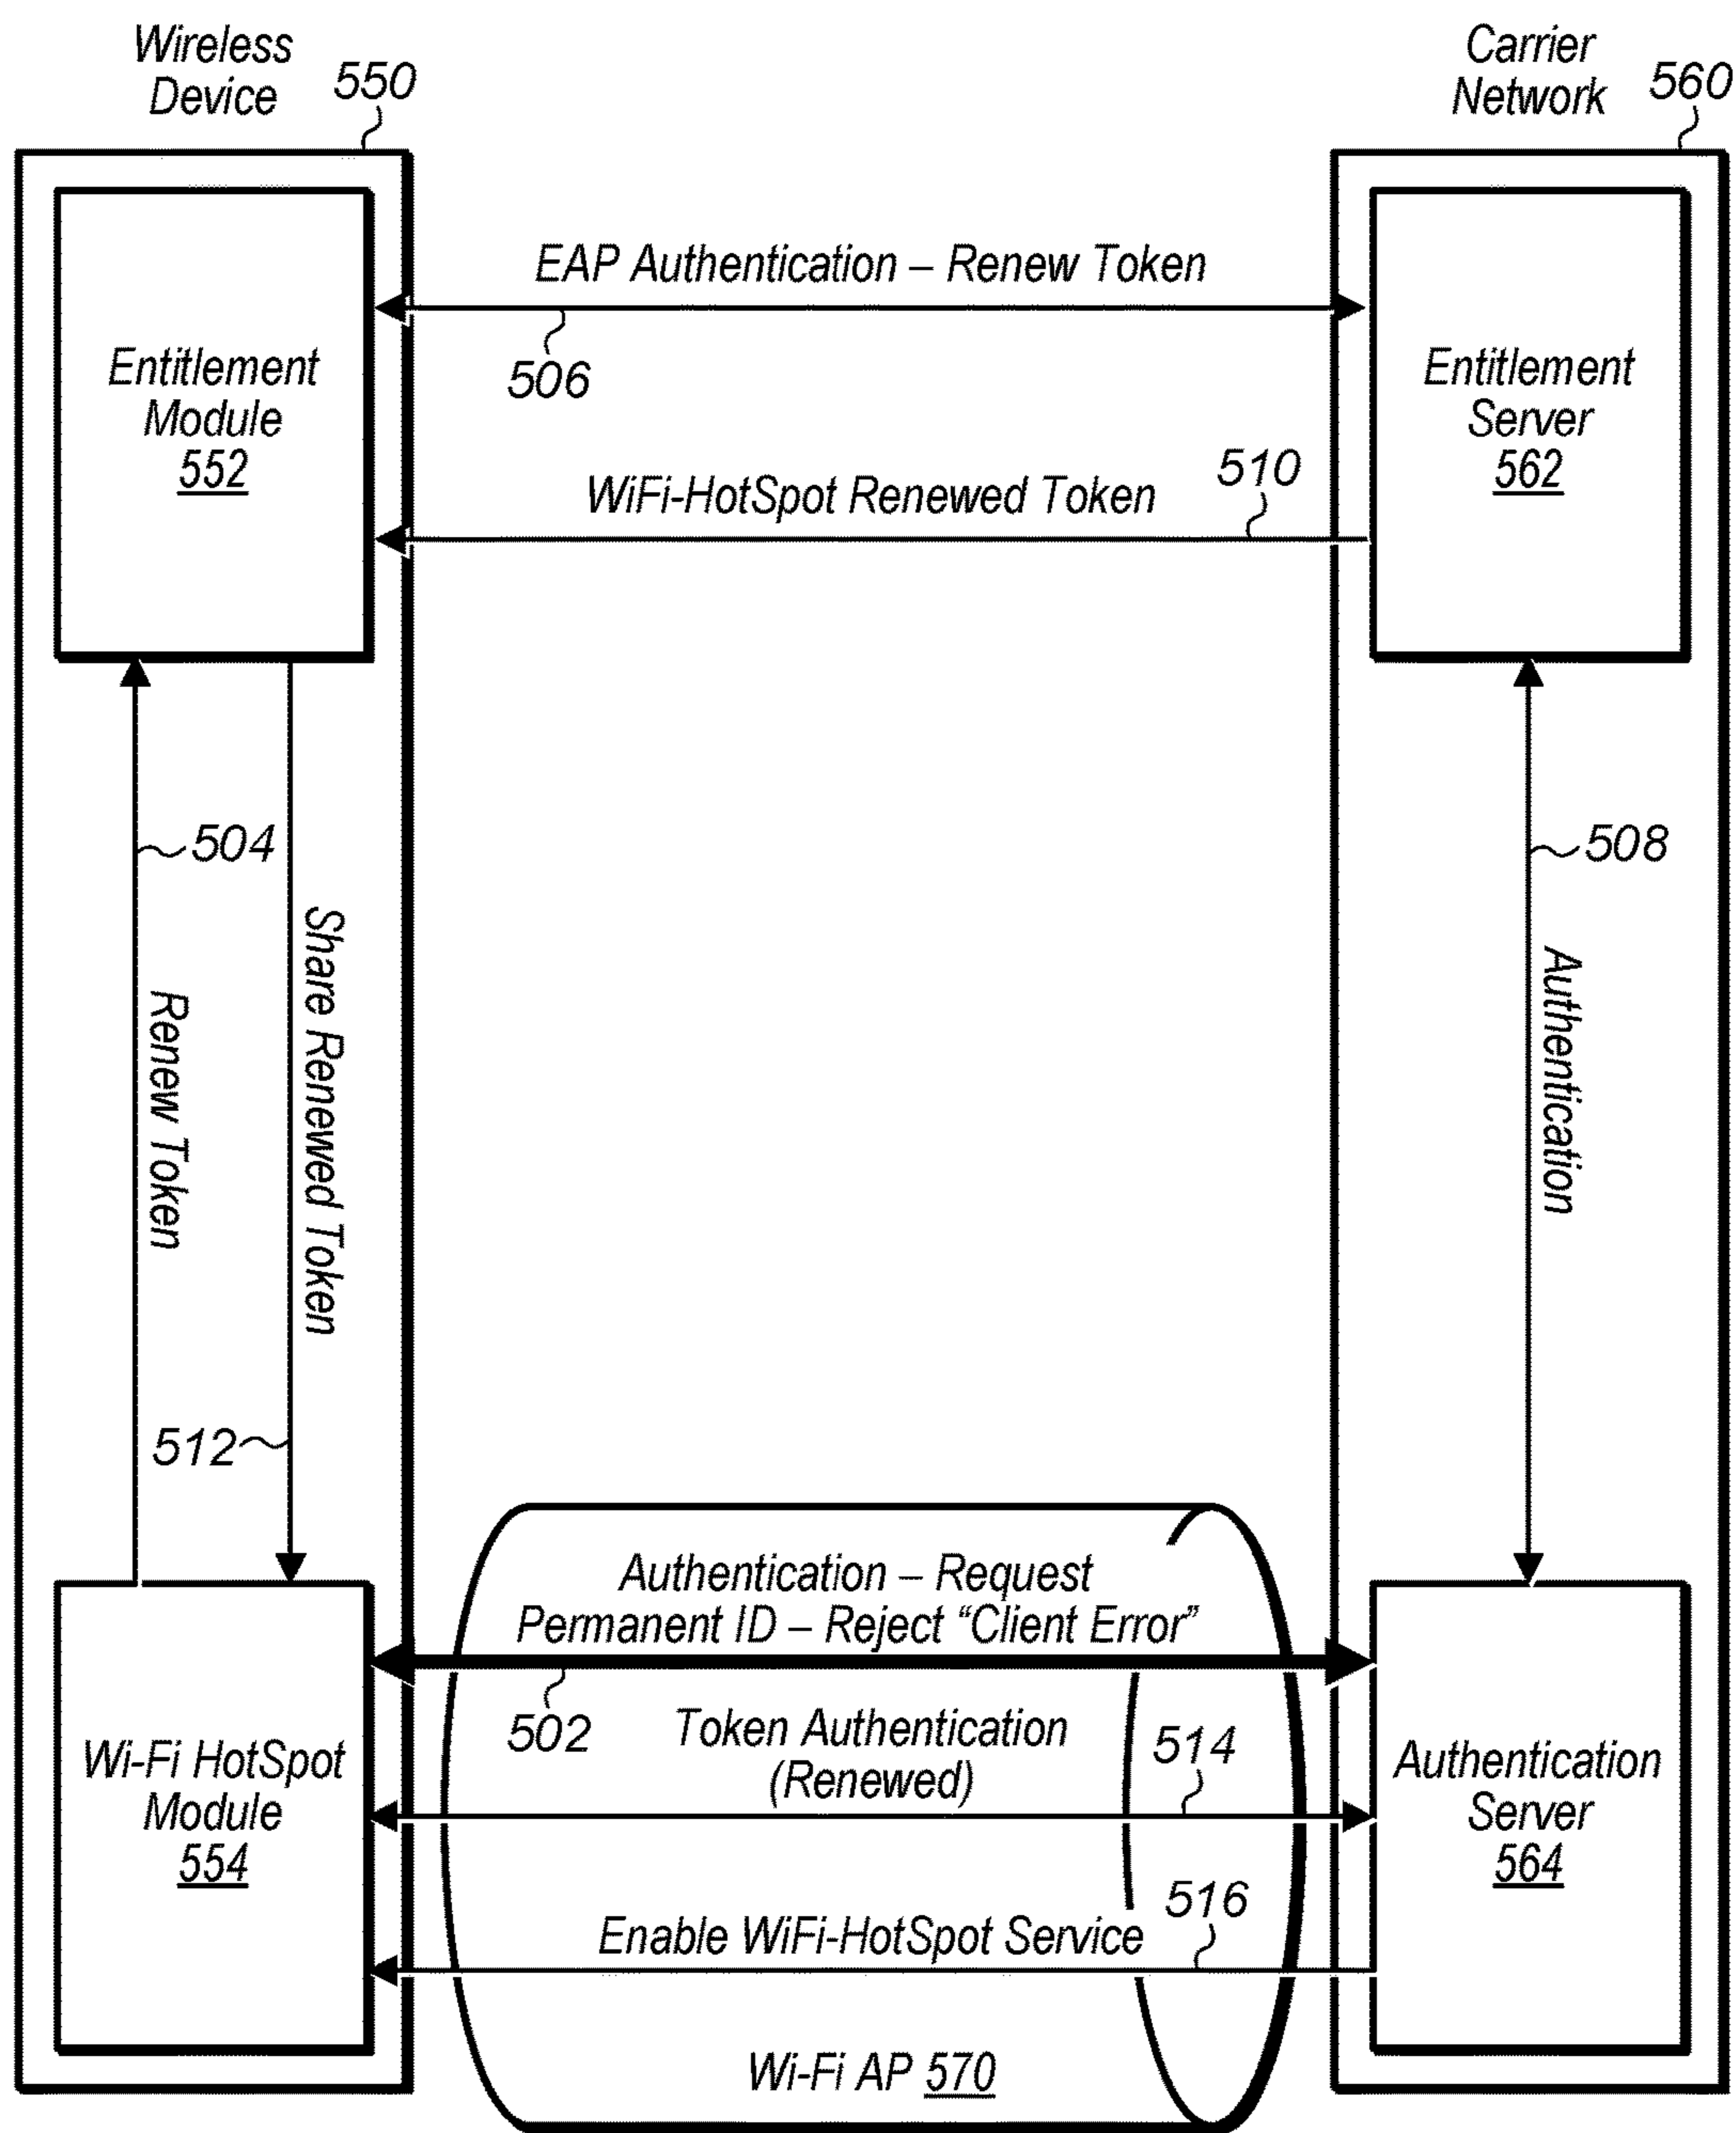 Wireless
Device
550
Carrier
Network
560
EAP Authentication – Renew Token
506
Entitlement
Module
552
Entitlement
Server
562
510
WiFi-HotSpot Renewed Token
504
508
Renew Token
Share Renewed Token
Authentication
512
Authentication – Request
Permanent ID – Reject “Client Error”
502
Token Authentication
(Renewed)
514
Wi-Fi HotSpot
Module
554
Authentication
Server
564
516
Enable WiFi-HotSpot Service
Wi-Fi AP 570